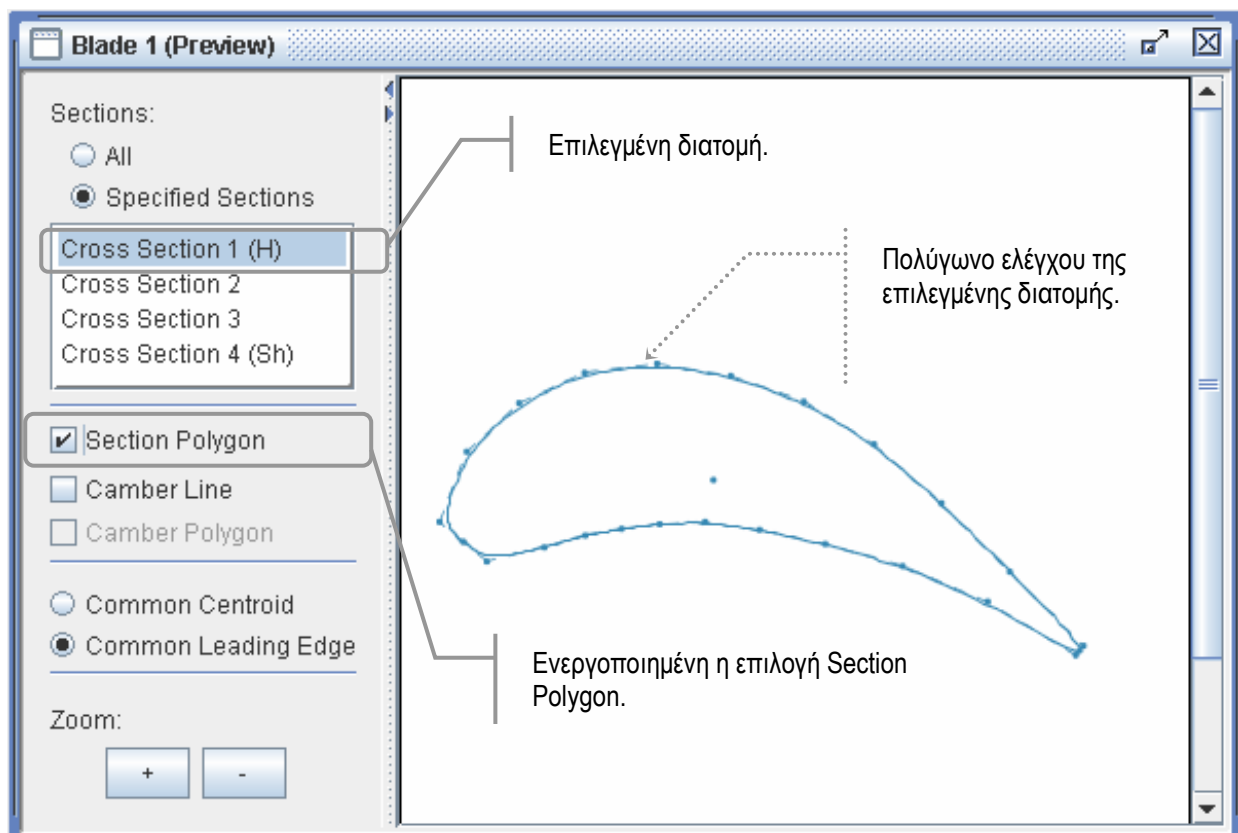 Blade 1 (Preview)
Sections:
All
Specified Sections
Cross Section 1 (H)
Cross Section 2
Cross Section 3
Cross Section 4 (Sh)
Section Polygon
Camber Line
Camber Polygon
Common Centroid
Common Leading Edge
Zoom:
+
-
Επιλεγμένη διατομή.
Πολύγωνο ελέγχου της
επιλεγμένης διατομής.
Ενεργοποιημένη η επιλογή Section
Polygon.